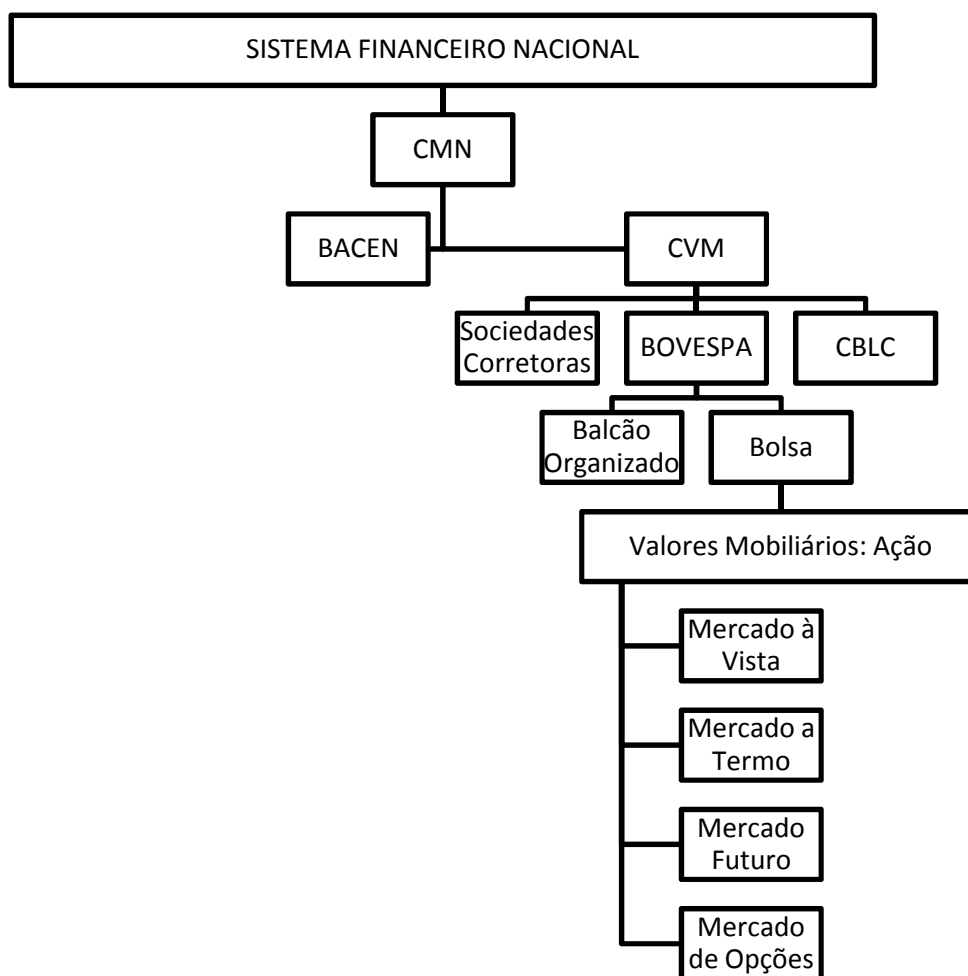 SISTEMA FINANCEIRO NACIONAL
CMN
BACEN
CVM
Sociedades
Corretoras
BOVESPA
CBLC
Balcão
Organizado
Bolsa
Valores Mobiliários: Ação
Mercado à
Vista
Mercado a
Termo
Mercado
Futuro
Mercado
de Opções